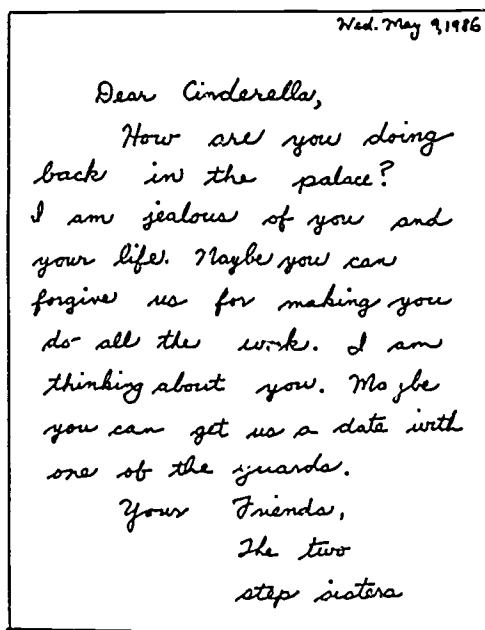 Wed. May 9, 1986
Dear Cinderella,
How are you doing
back in the palace?
I am jealous of you and
your life. Maybe you can
forgive us for making you
do all the work. I am
thinking about you. Maybe
you can get us a date with
one of the guards.
Your Friends,
The two
step sisters